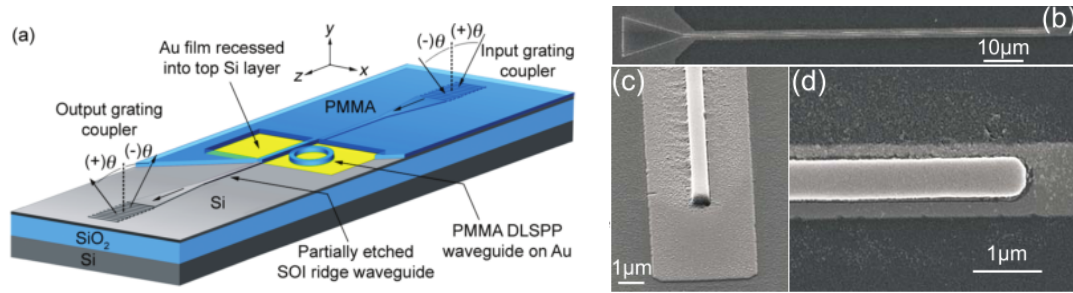 (a)
Au film recessed
into top Si layer
y
z
x
(-)θ
(+)θ
Input grating
coupler
PMMA
Output grating
coupler
(+)θ
(-)θ
Si
SiO2
Si
Partially etched
SOI ridge waveguide
PMMA DLSPP
waveguide on Au
(b)
10μm
(c)
1μm
(d)
1μm